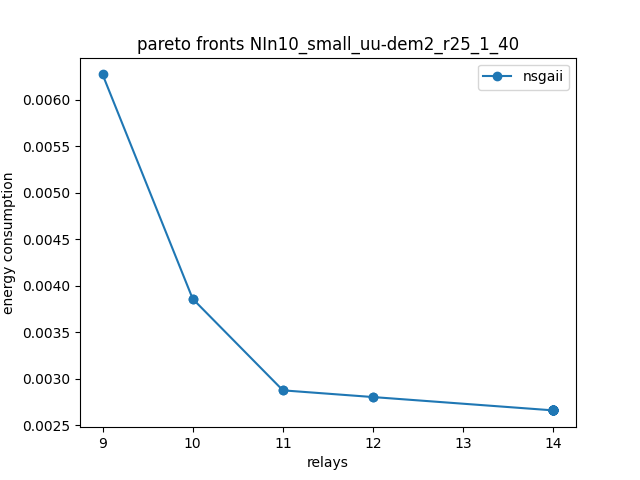 pareto fronts NIn10_small_uu-dem2_r25_1_40
nsgaii
0.0060
0.0055
0.0050
0.0045
0.0040
0.0035
0.0030
0.0025
energy consumption
9 10 11 12 13 14
relays